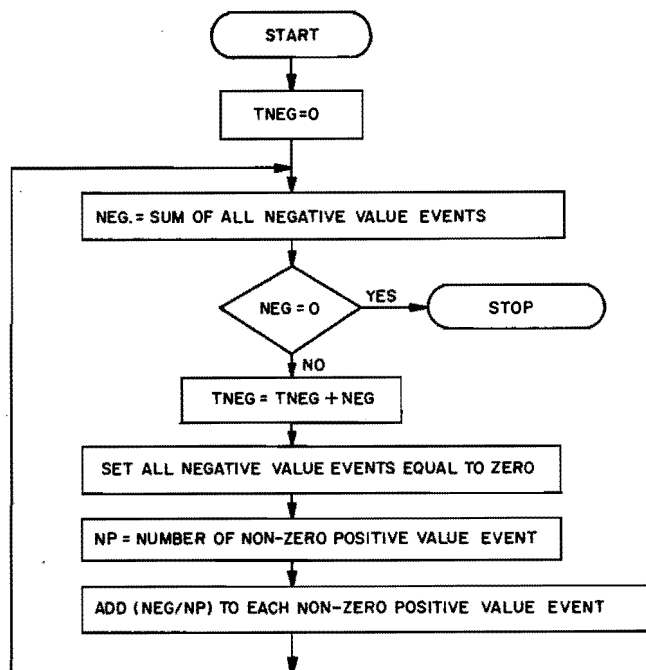 START
TNEG=0
NEG.= SUM OF ALL NEGATIVE VALUE EVENTS
NEG=0
YES
STOP
NO
TNEG = TNEG + NEG
SET ALL NEGATIVE VALUE EVENTS EQUAL TO ZERO
NP = NUMBER OF NON-ZERO POSITIVE VALUE EVENT
ADD (NEG/NP) TO EACH NON-ZERO POSITIVE VALUE EVENT